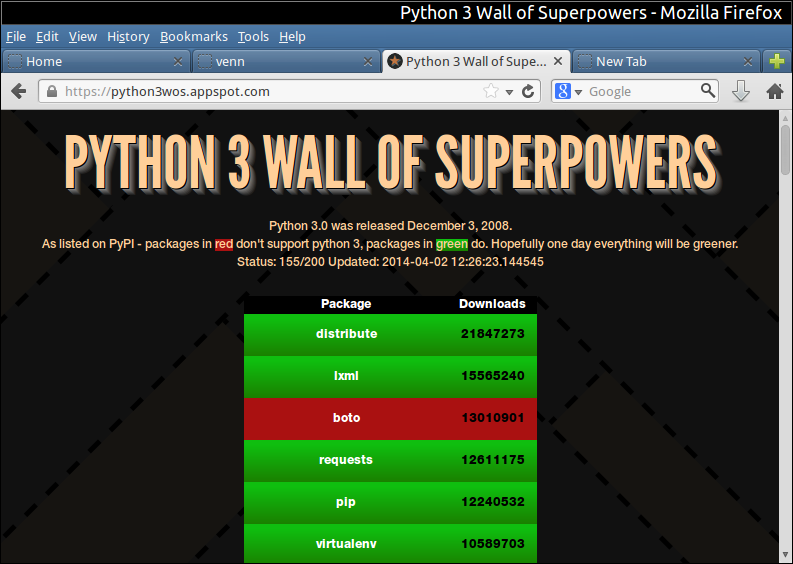 Python 3 Wall of Superpowers - Mozilla Firefox
File Edit View History Bookmarks Tools Help
Home venn Python 3 Wall of Supe... New Tab
https://python3wos.appspot.com Google
PYTHON 3 WALL OF SUPERPOWERS
Python 3.0 was released December 3, 2008.
As listed on PyPI - packages in red don't support python 3, packages in green do. Hopefully one day everything will be greener.
Status: 155/200 Updated: 2014-04-02 12:26:23.144545
Package Downloads
distribute 21847273
lxml 15565240
boto 13010901
requests 12611175
pip 12240532
virtualenv 10589703